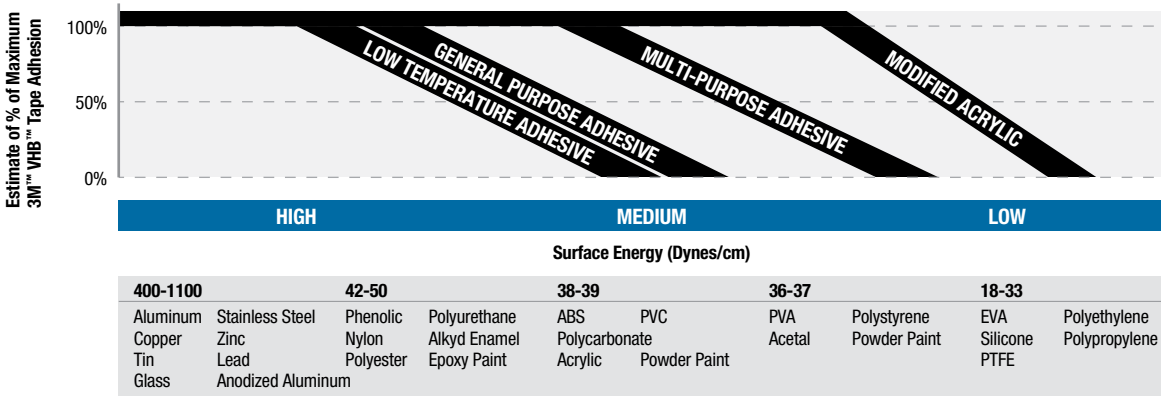 Estimate of % of Maximum
3M™ VHB™ Tape Adhesion
100%
50%
0%
LOW TEMPERATURE ADHESIVE
GENERAL PURPOSE ADHESIVE
MULTI-PURPOSE ADHESIVE
MODIFIED ACRYLIC
HIGH MEDIUM LOW
Surface Energy (Dynes/cm)
400-1100 42-50 38-39 36-37 18-33
Aluminum Stainless Steel Phenolic Polyurethane ABS PVC PVA Polystyrene EVA Polyethylene
Copper Zinc Nylon Alkyd Enamel Polycarbonate Acetal Powder Paint Silicone Polypropylene
Tin Lead Polyester Epoxy Paint Acrylic Powder Paint PTFE
Glass Anodized Aluminum